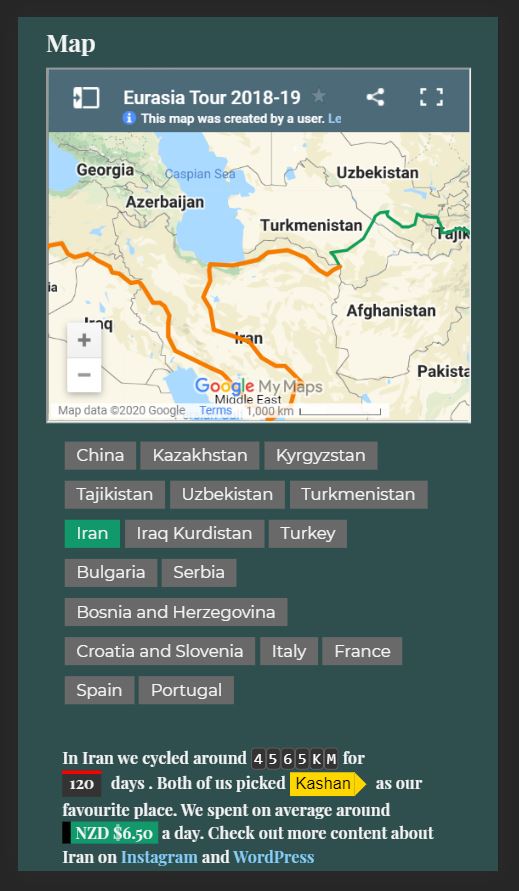 Map
Eurasia Tour 2018-19
This map was created by a user. Le
Georgia
Caspian Sea
Uzbekistan
Azerbaijan
Turkmenistan
Tajik
ia
Iraq
Iran
Afghanistan
Pakista
Google My Maps
Middle East
Map data ©2020 Google Terms 1,000 km
China Kazakhstan Kyrgyzstan
Tajikistan Uzbekistan Turkmenistan
Iran Iraq Kurdistan Turkey
Bulgaria Serbia
Bosnia and Herzegovina
Croatia and Slovenia Italy France
Spain Portugal
In Iran we cycled around 4565KM for
120 days . Both of us picked Kashan as our
favourite place. We spent on average around
NZD $6.50 a day. Check out more content about
Iran on Instagram and WordPress